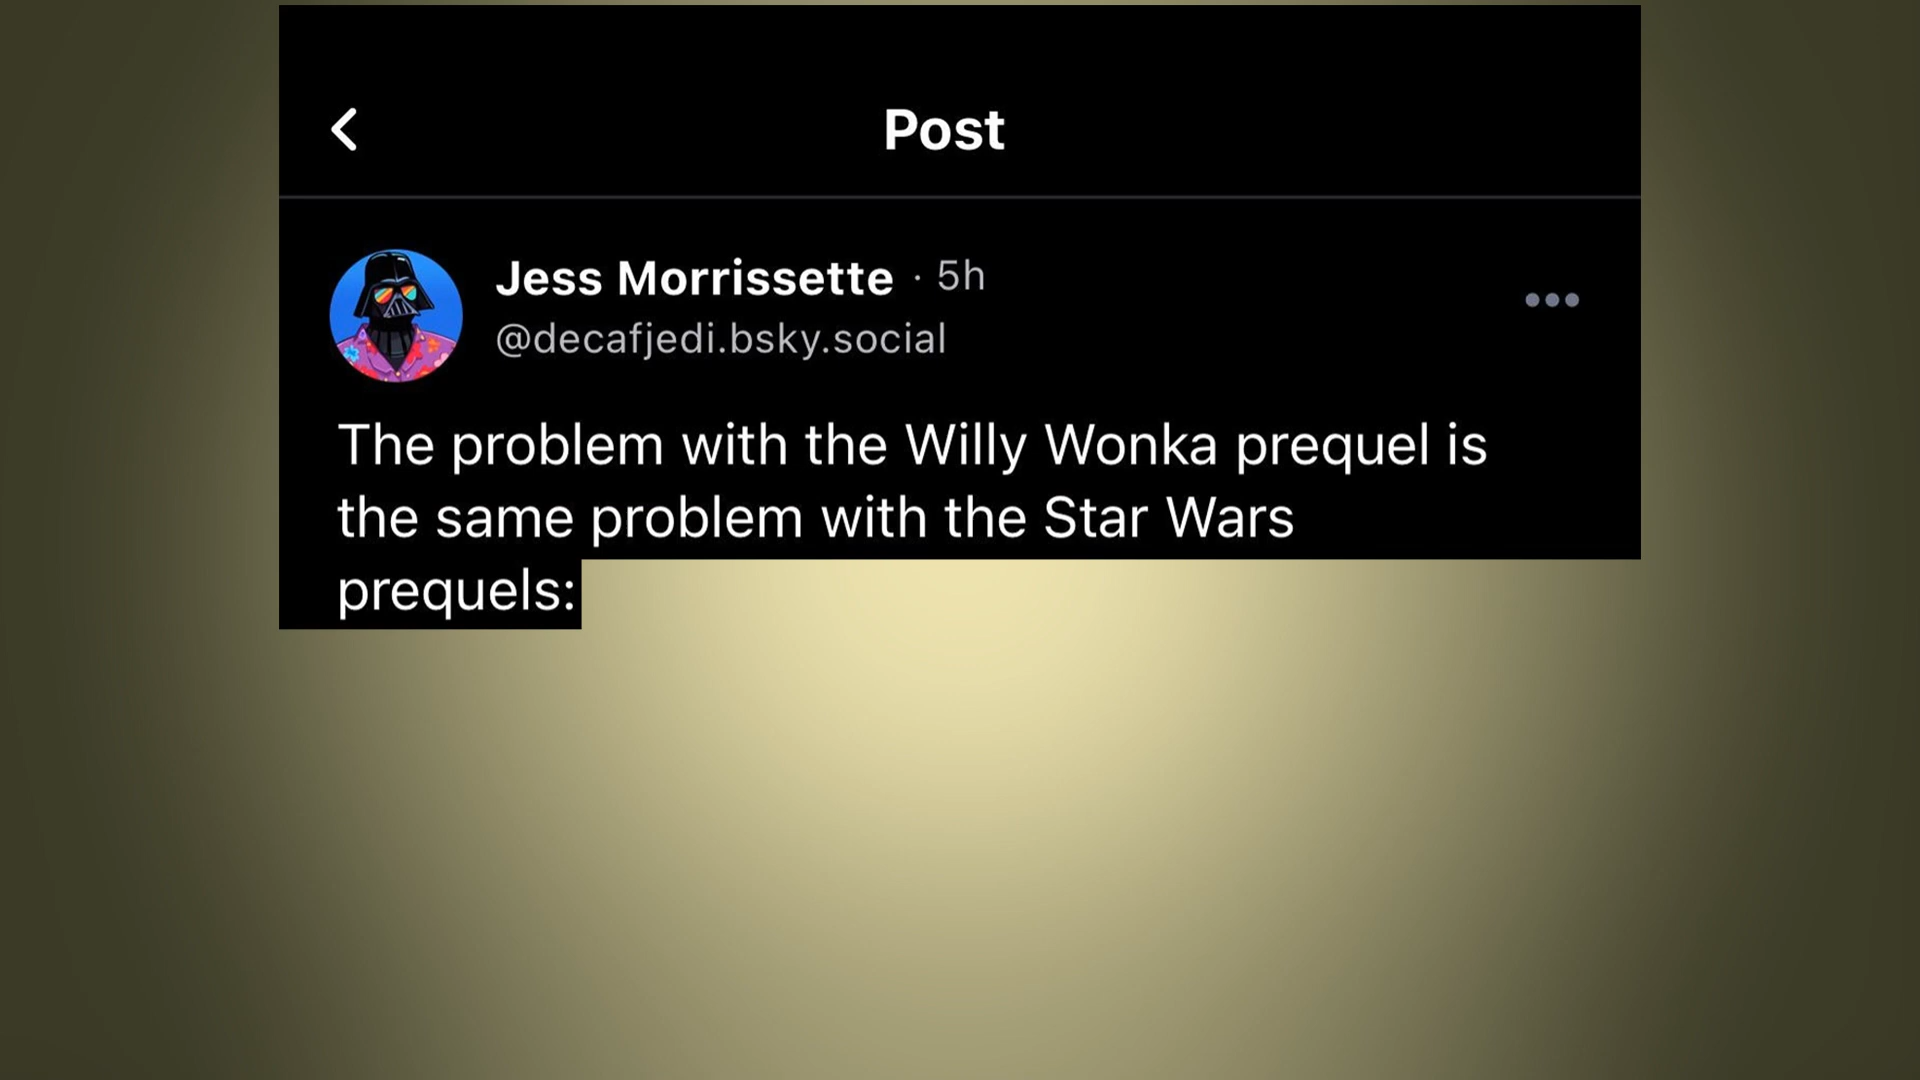 Post
Jess Morrissette · 5h
@decafjedi.bsky.social
The problem with the Willy Wonka prequel is
the same problem with the Star Wars
prequels: